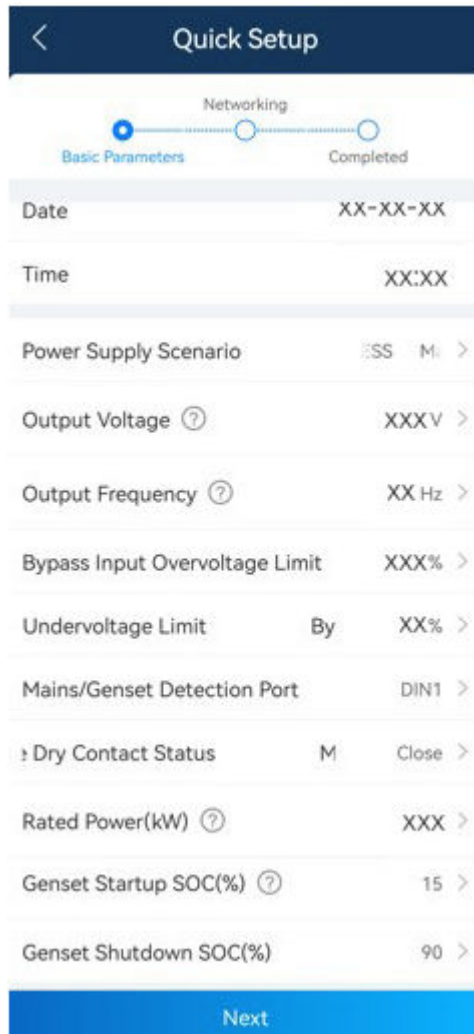 Quick Setup
Networking
Basic Parameters Completed
Date XX-XX-XX
Time XX:XX
Power Supply Scenario
Output Voltage ? XXX V >
Output Frequency ? XX Hz >
Bypass Input Overvoltage Limit XXX% >
Undervoltage Limit By XX% >
Mains/Genset Detection Port DIN1 >
Dry Contact Status M Close >
Rated Power(kW) ? XXX >
Genset Startup SOC(%) ? 15 >
Genset Shutdown SOC(%) 90 >
Next